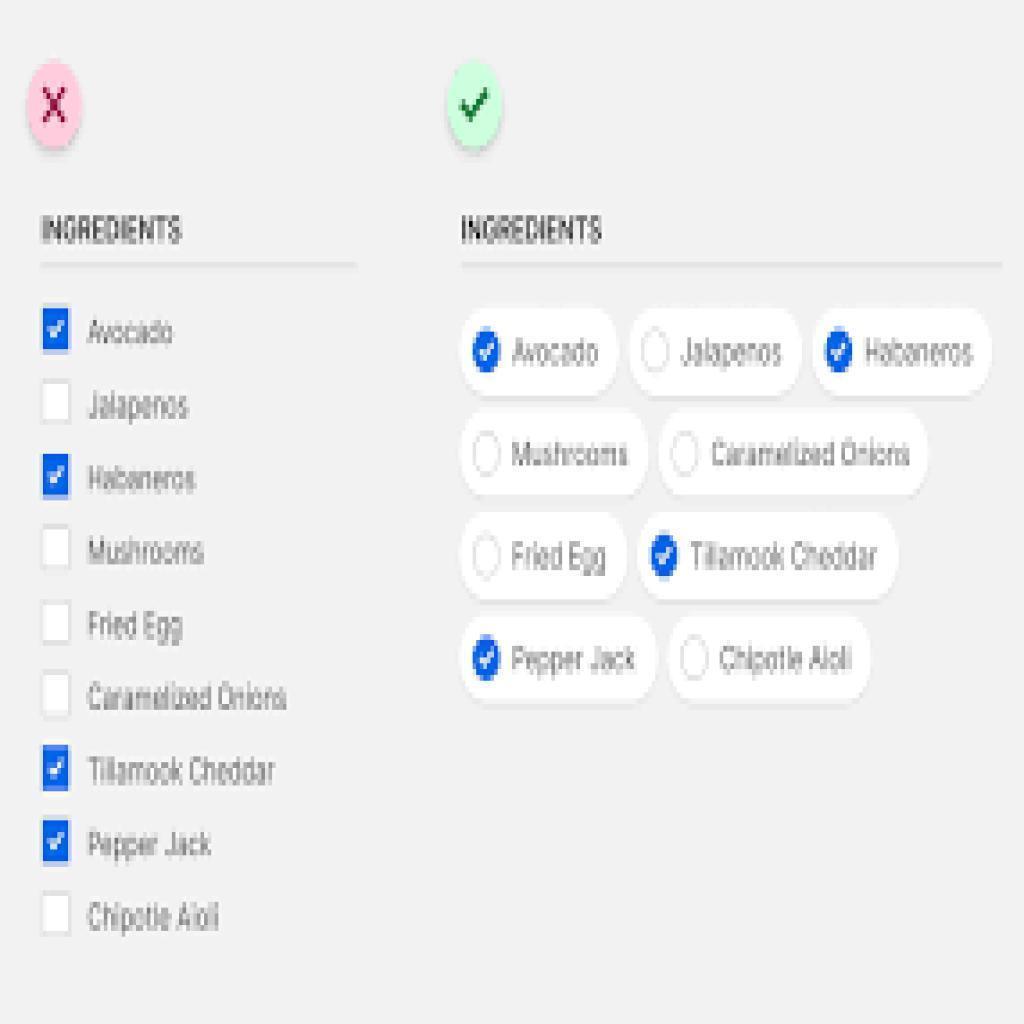 INGREDIENTS
Avocado
Jalapenos
Habaneros
Mushrooms
Fried Egg
Caramelized Onions
Tillamook Cheddar
Pepper Jack
Chipotle Aioli
INGREDIENTS
Avocado Jalapenos Habaneros
Mushrooms Caramelized Onions
Fried Egg Tillamook Cheddar
Pepper Jack Chipotle Aioli